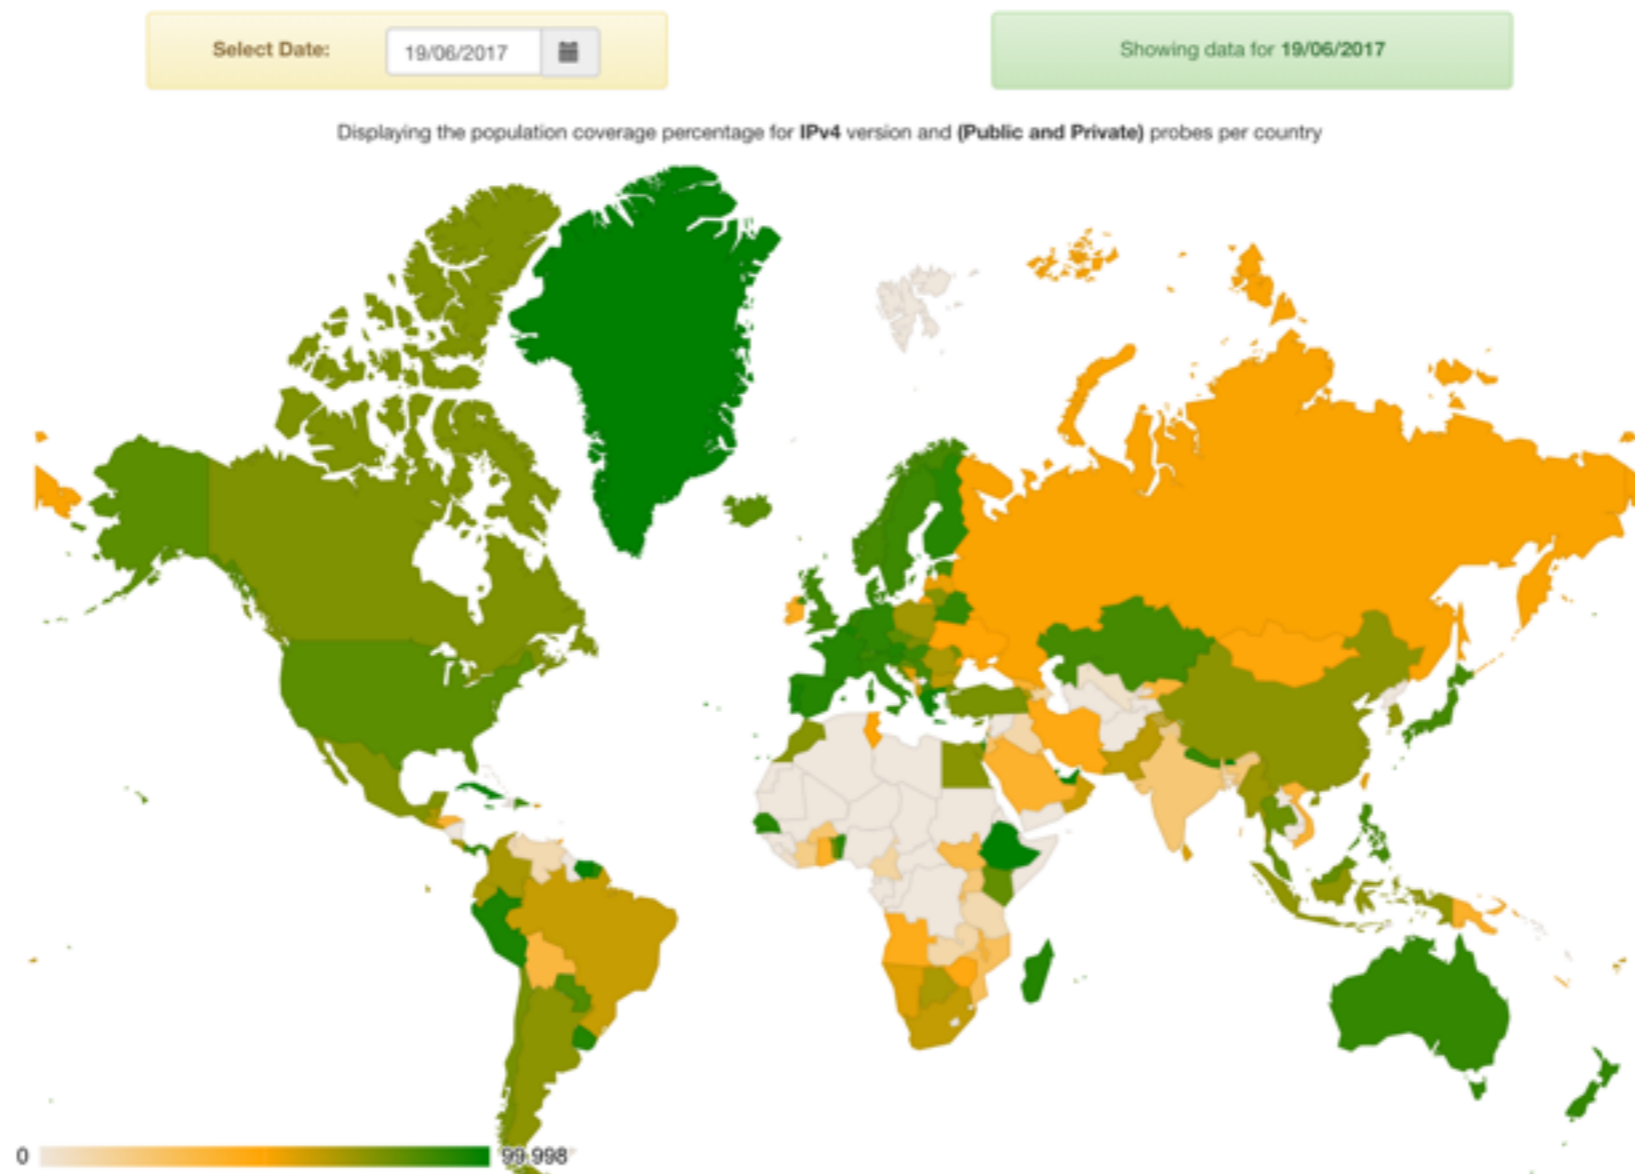 Select Date: 19/06/2017
Showing data for 19/06/2017
Displaying the population coverage percentage for IPv4 version and (Public and Private) probes per country
0 99.998